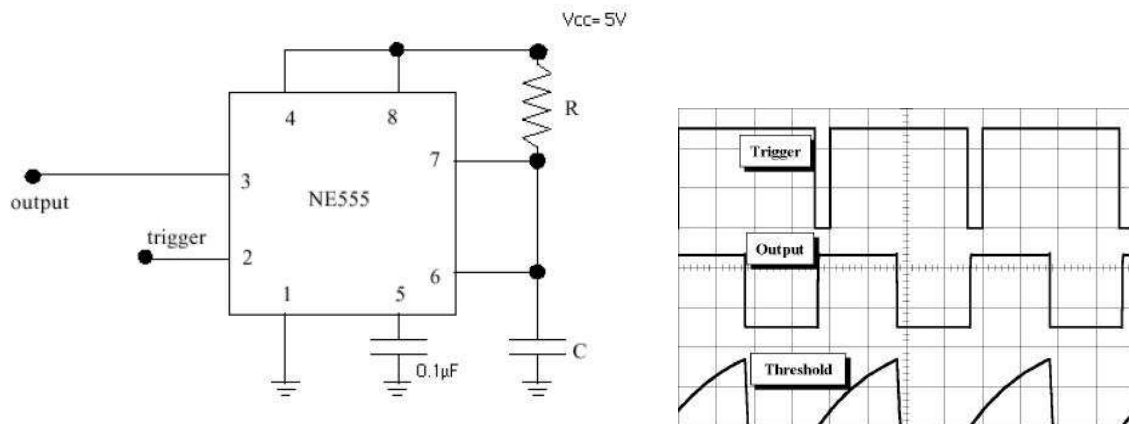 Vcc= 5V
4
8
R
7
3
output
NE555
trigger
2
6
1
5
C
0.1µF
Trigger
Output
Threshold